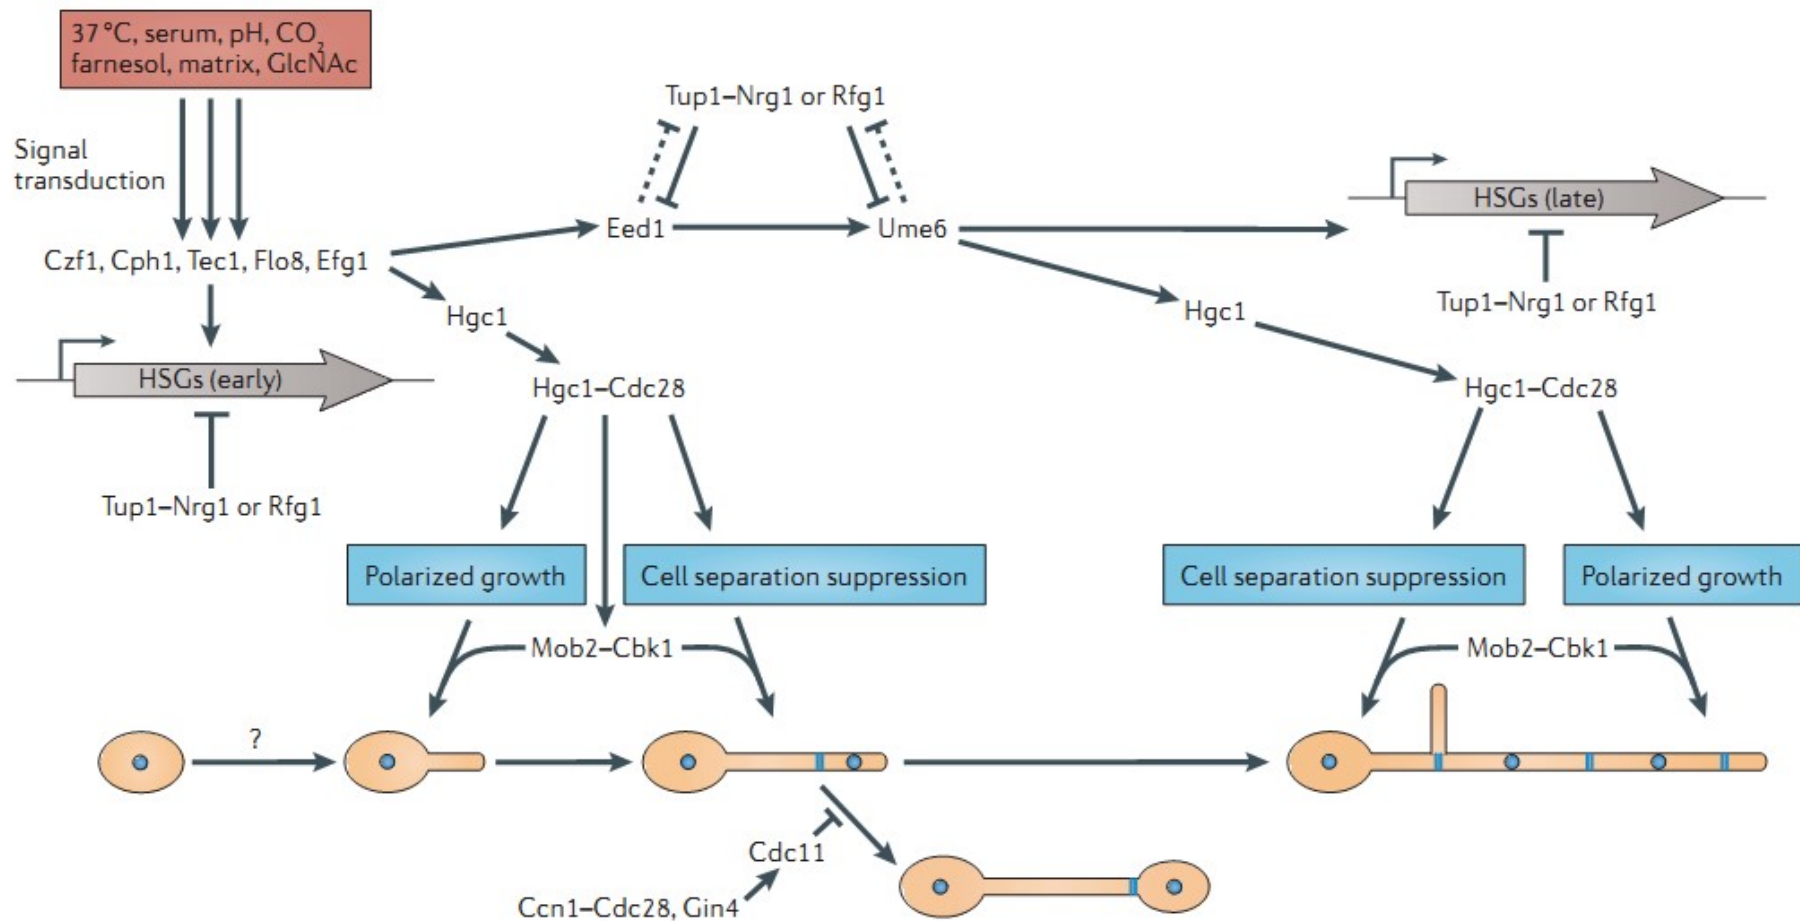 37 °C, serum, pH, CO2
farnesol, matrix, GlcNAc
Signal
transduction
Tup1–Nrg1 or Rfg1
HSGs (late)
Eed1
Ume6
Czf1, Cph1, Tec1, Flo8, Efg1
Tup1–Nrg1 or Rfg1
Hgc1
Hgc1
HSGs (early)
Hgc1–Cdc28
Hgc1–Cdc28
Tup1–Nrg1 or Rfg1
Polarized growth
Cell separation suppression
Cell separation suppression
Polarized growth
Mob2–Cbk1
Mob2–Cbk1
?
Cdc11
Ccn1–Cdc28, Gin4